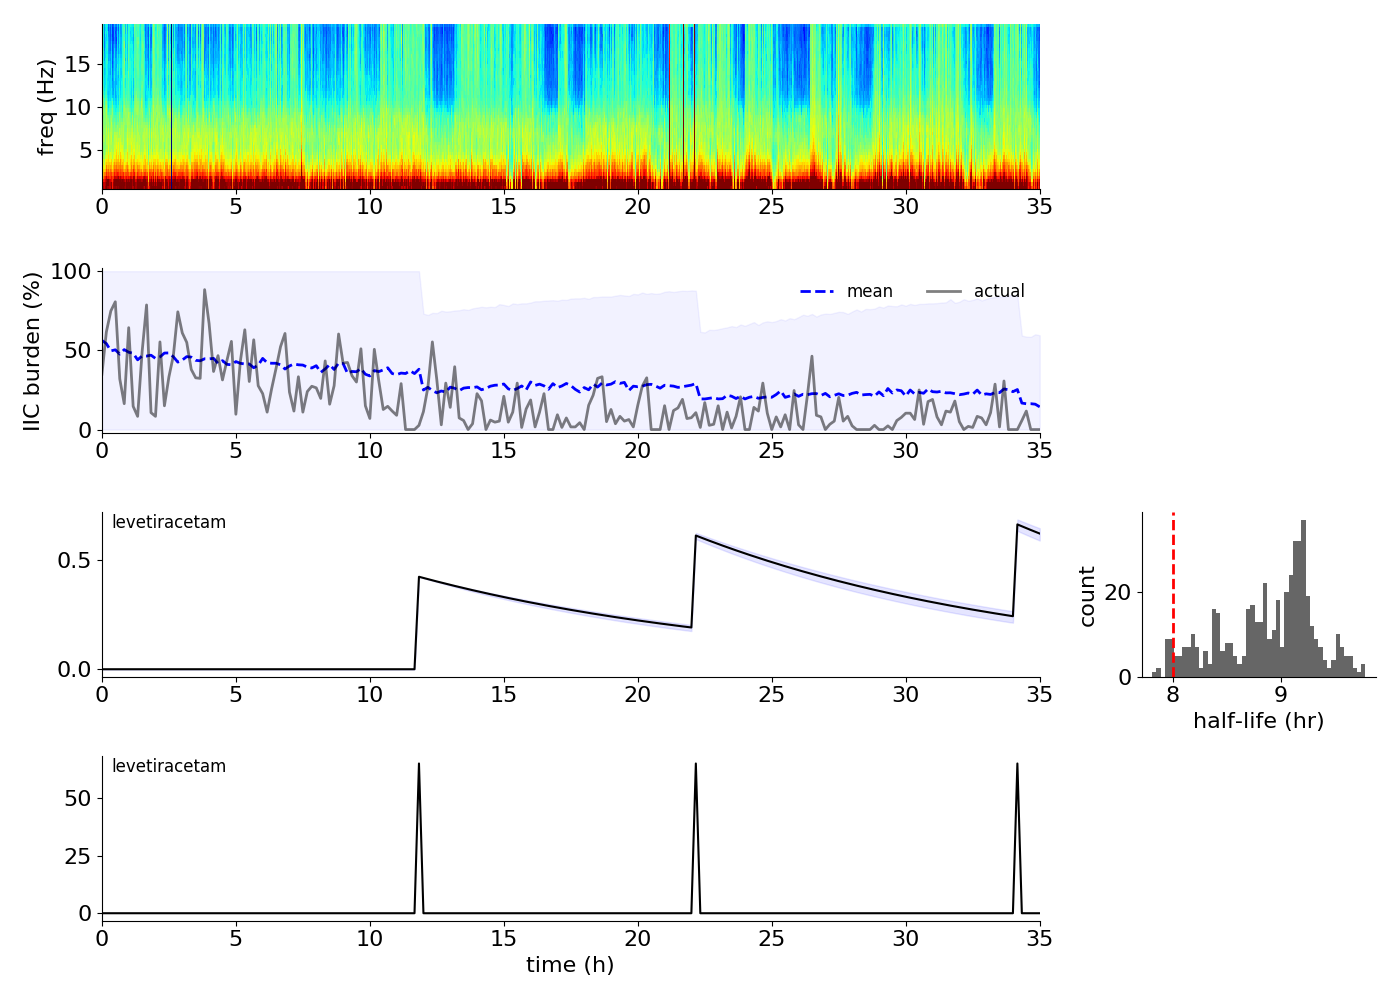 freq (Hz)
15
10
5
0 5 10 15 20 25 30 35
IIC burden (%)
100
50
0
mean actual
0 5 10 15 20 25 30 35
levetiracetam
0.5
0.0
0 5 10 15 20 25 30 35
count
20
0
8 9
half-life (hr)
levetiracetam
50
25
0
0 5 10 15 20 25 30 35
time (h)